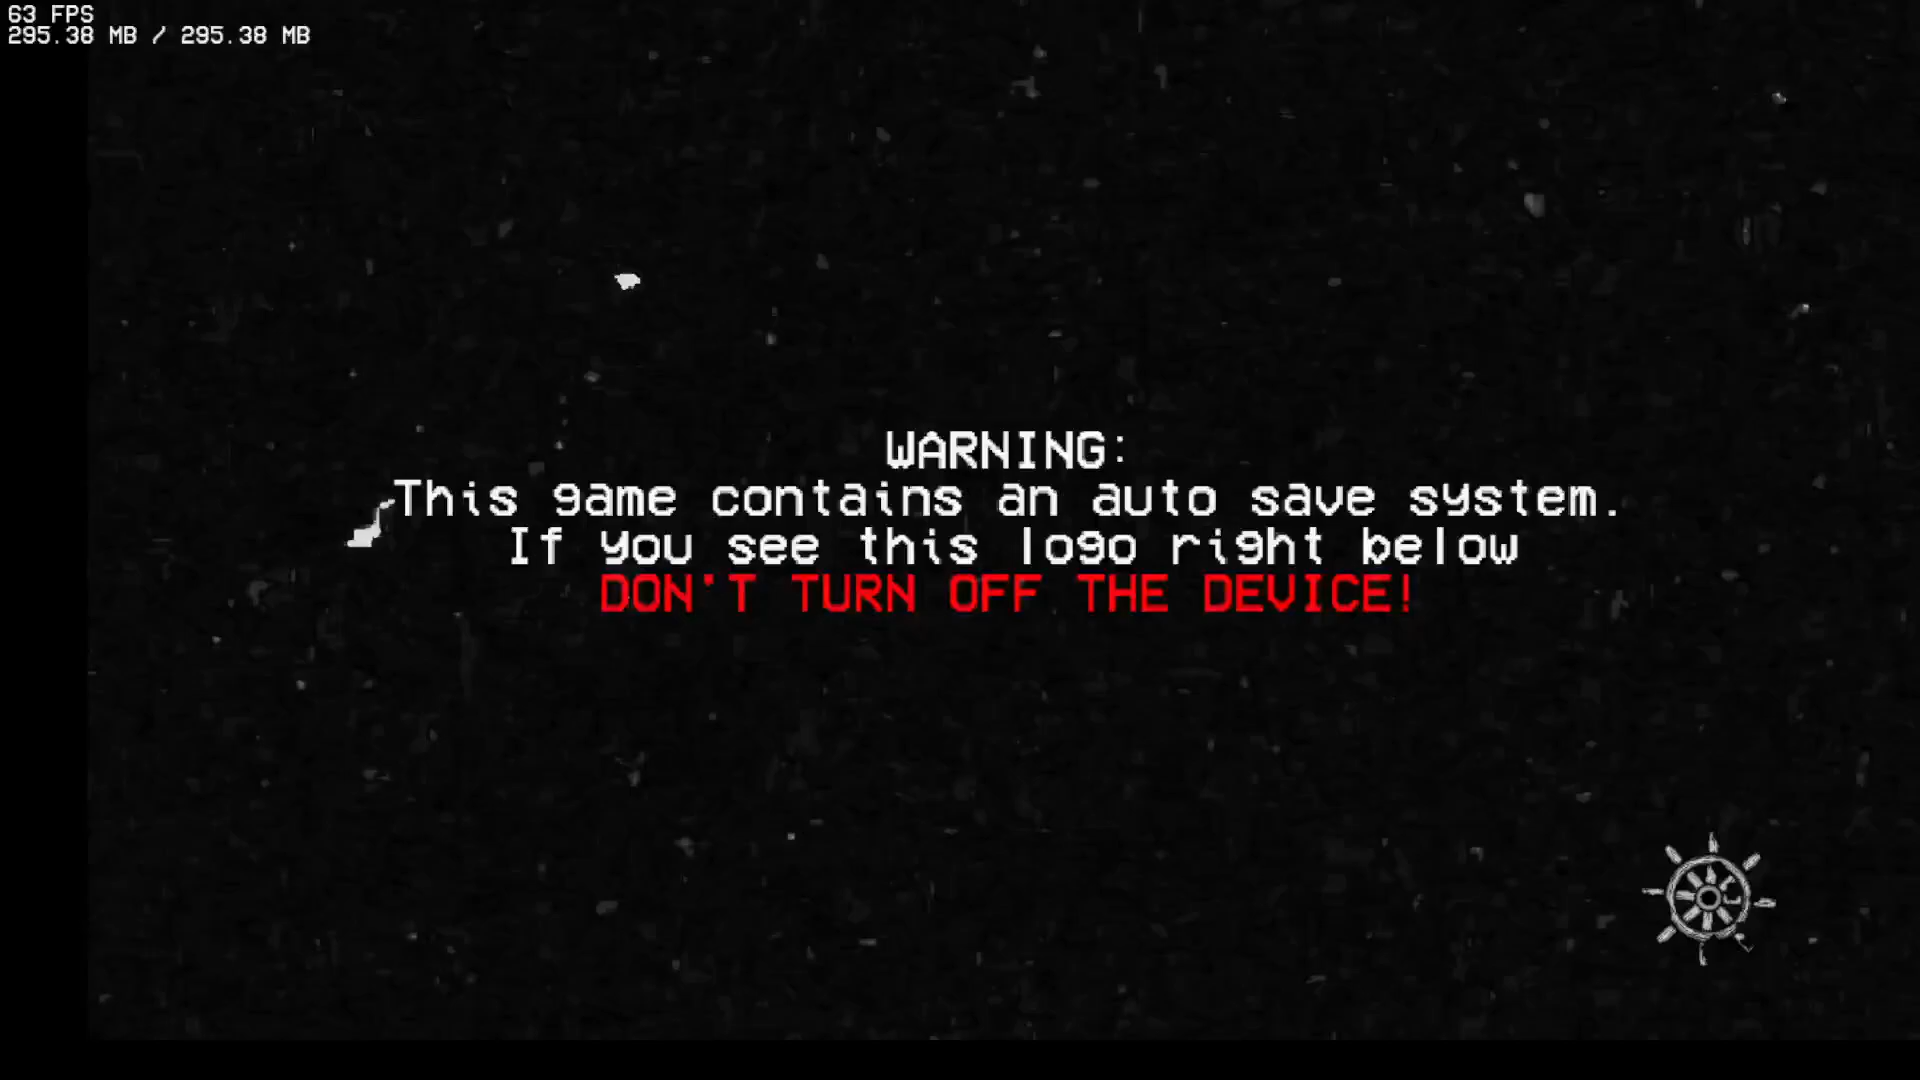 63 FPS
295.38 MB / 295.38 MB
WARNING:
This game contains an auto save system.
If you see this logo right below
DON'T TURN OFF THE DEVICE!